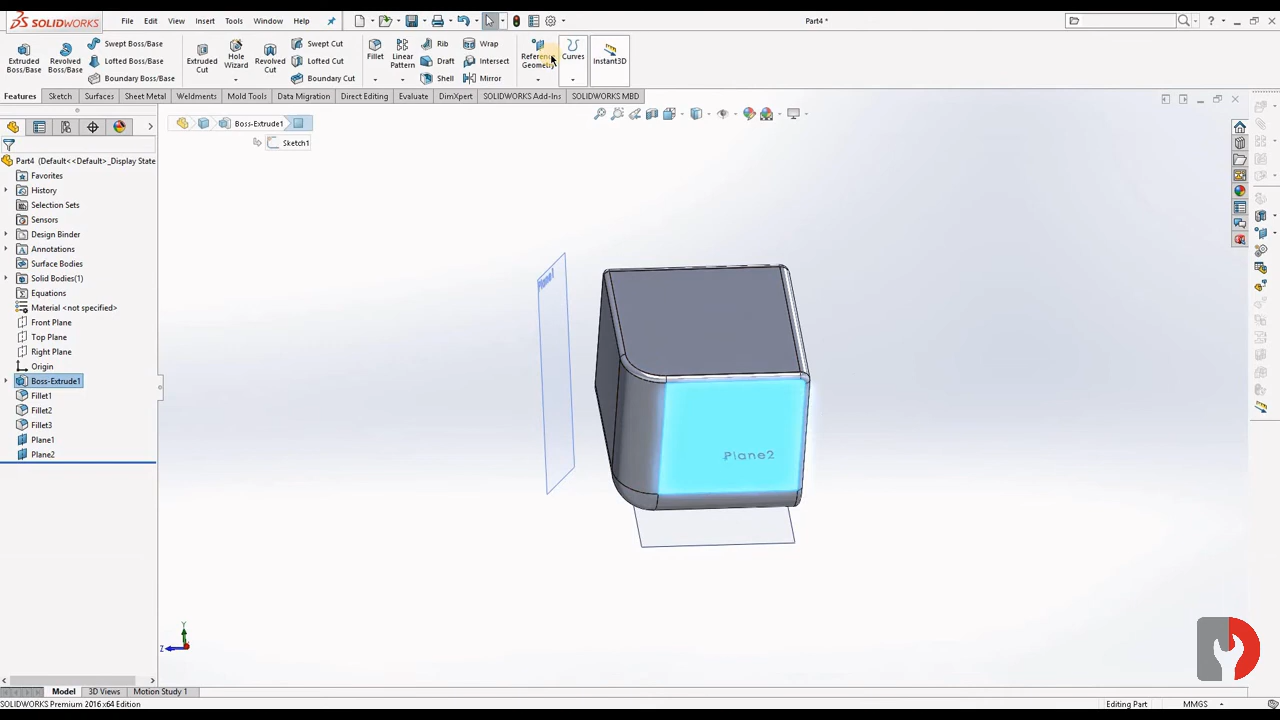 SOLIDWORKS
File Edit View Insert Tools Window Help
Part4 *
Extruded Boss/Base
Revolved Boss/Base
Swept Boss/Base
Lofted Boss/Base
Boundary Boss/Base
Extruded Cut
Hole Wizard
Revolved Cut
Swept Cut
Lofted Cut
Boundary Cut
Fillet
Linear Pattern
Rib
Draft
Shell
Wrap
Intersect
Mirror
Reference Geometry
Curves
Instant3D
Features Sketch Surfaces Sheet Metal Weldments Mold Tools Data Migration Direct Editing Evaluate DimXpert SOLIDWORKS Add-Ins SOLIDWORKS MBD
Boss-Extrude1
Sketch1
Part4 (Default<<Default>_Display State
Favorites
History
Selection Sets
Sensors
Design Binder
Annotations
Surface Bodies
Solid Bodies(1)
Equations
Material <not specified>
Front Plane
Top Plane
Right Plane
Origin
Boss-Extrude1
Fillet1
Fillet2
Fillet3
Plane1
Plane2
Plane1
Plane2
Y
Z
Model 3D Views Motion Study 1
SOLIDWORKS Premium 2016 x64 Edition
Editing Part
MMGS